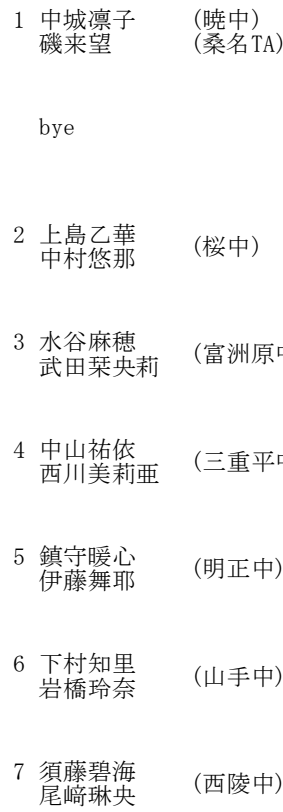 1 中城凛子 (暁中)
磯来望 (桑名TA)
bye
2 上島乙華
中村悠那 (桜中)
3 水谷麻穂
武田栞央莉 (富洲原中
4 中山祐依
西川美莉亜 (三重平中
5 鎮守暖心
伊藤舞耶 (明正中)
6 下村知里
岩橋玲奈 (山手中)
7 須藤碧海
尾﨑琳央 (西陵中)